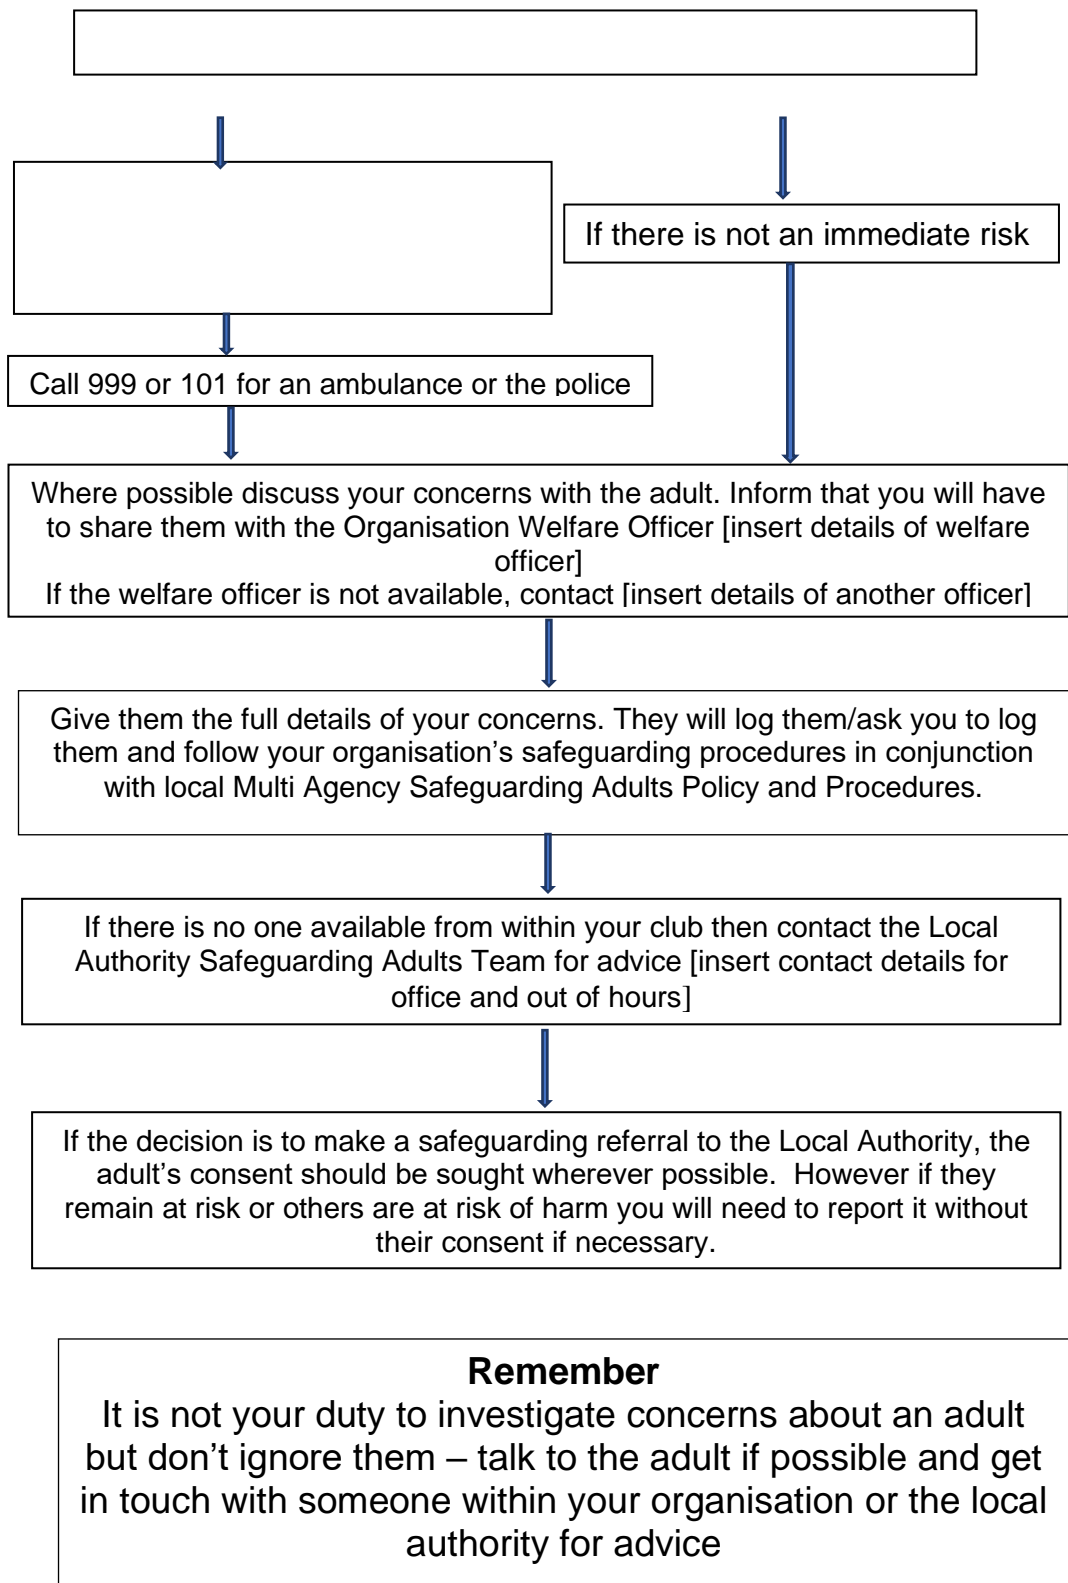 If there is not an immediate risk
Call 999 or 101 for an ambulance or the police
Where possible discuss your concerns with the adult. Inform that you will have
to share them with the Organisation Welfare Officer [insert details of welfare
officer]
If the welfare officer is not available, contact [insert details of another officer]
Give them the full details of your concerns. They will log them/ask you to log
them and follow your organisation’s safeguarding procedures in conjunction
with local Multi Agency Safeguarding Adults Policy and Procedures.
If there is no one available from within your club then contact the Local
Authority Safeguarding Adults Team for advice [insert contact details for
office and out of hours]
If the decision is to make a safeguarding referral to the Local Authority, the
adult’s consent should be sought wherever possible.  However if they
remain at risk or others are at risk of harm you will need to report it without
their consent if necessary.
Remember
It is not your duty to investigate concerns about an adult
but don’t ignore them – talk to the adult if possible and get
in touch with someone within your organisation or the local
authority for advice